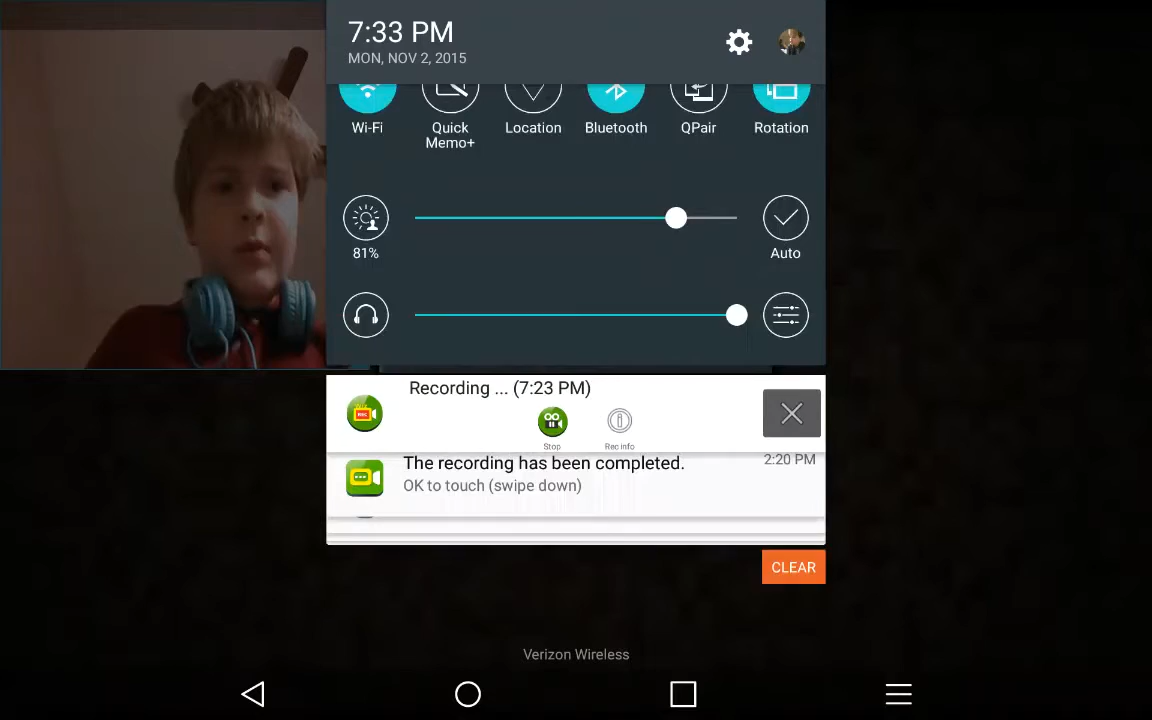 7:33 PM
MON, NOV 2, 2015
Wi-Fi
Quick
Memo+
Location
Bluetooth
QPair
Rotation
81%
Auto
Recording ... (7:23 PM)
REC
Stop
Rec info
The recording has been completed.
2:20 PM
OK to touch (swipe down)
CLEAR
Verizon Wireless